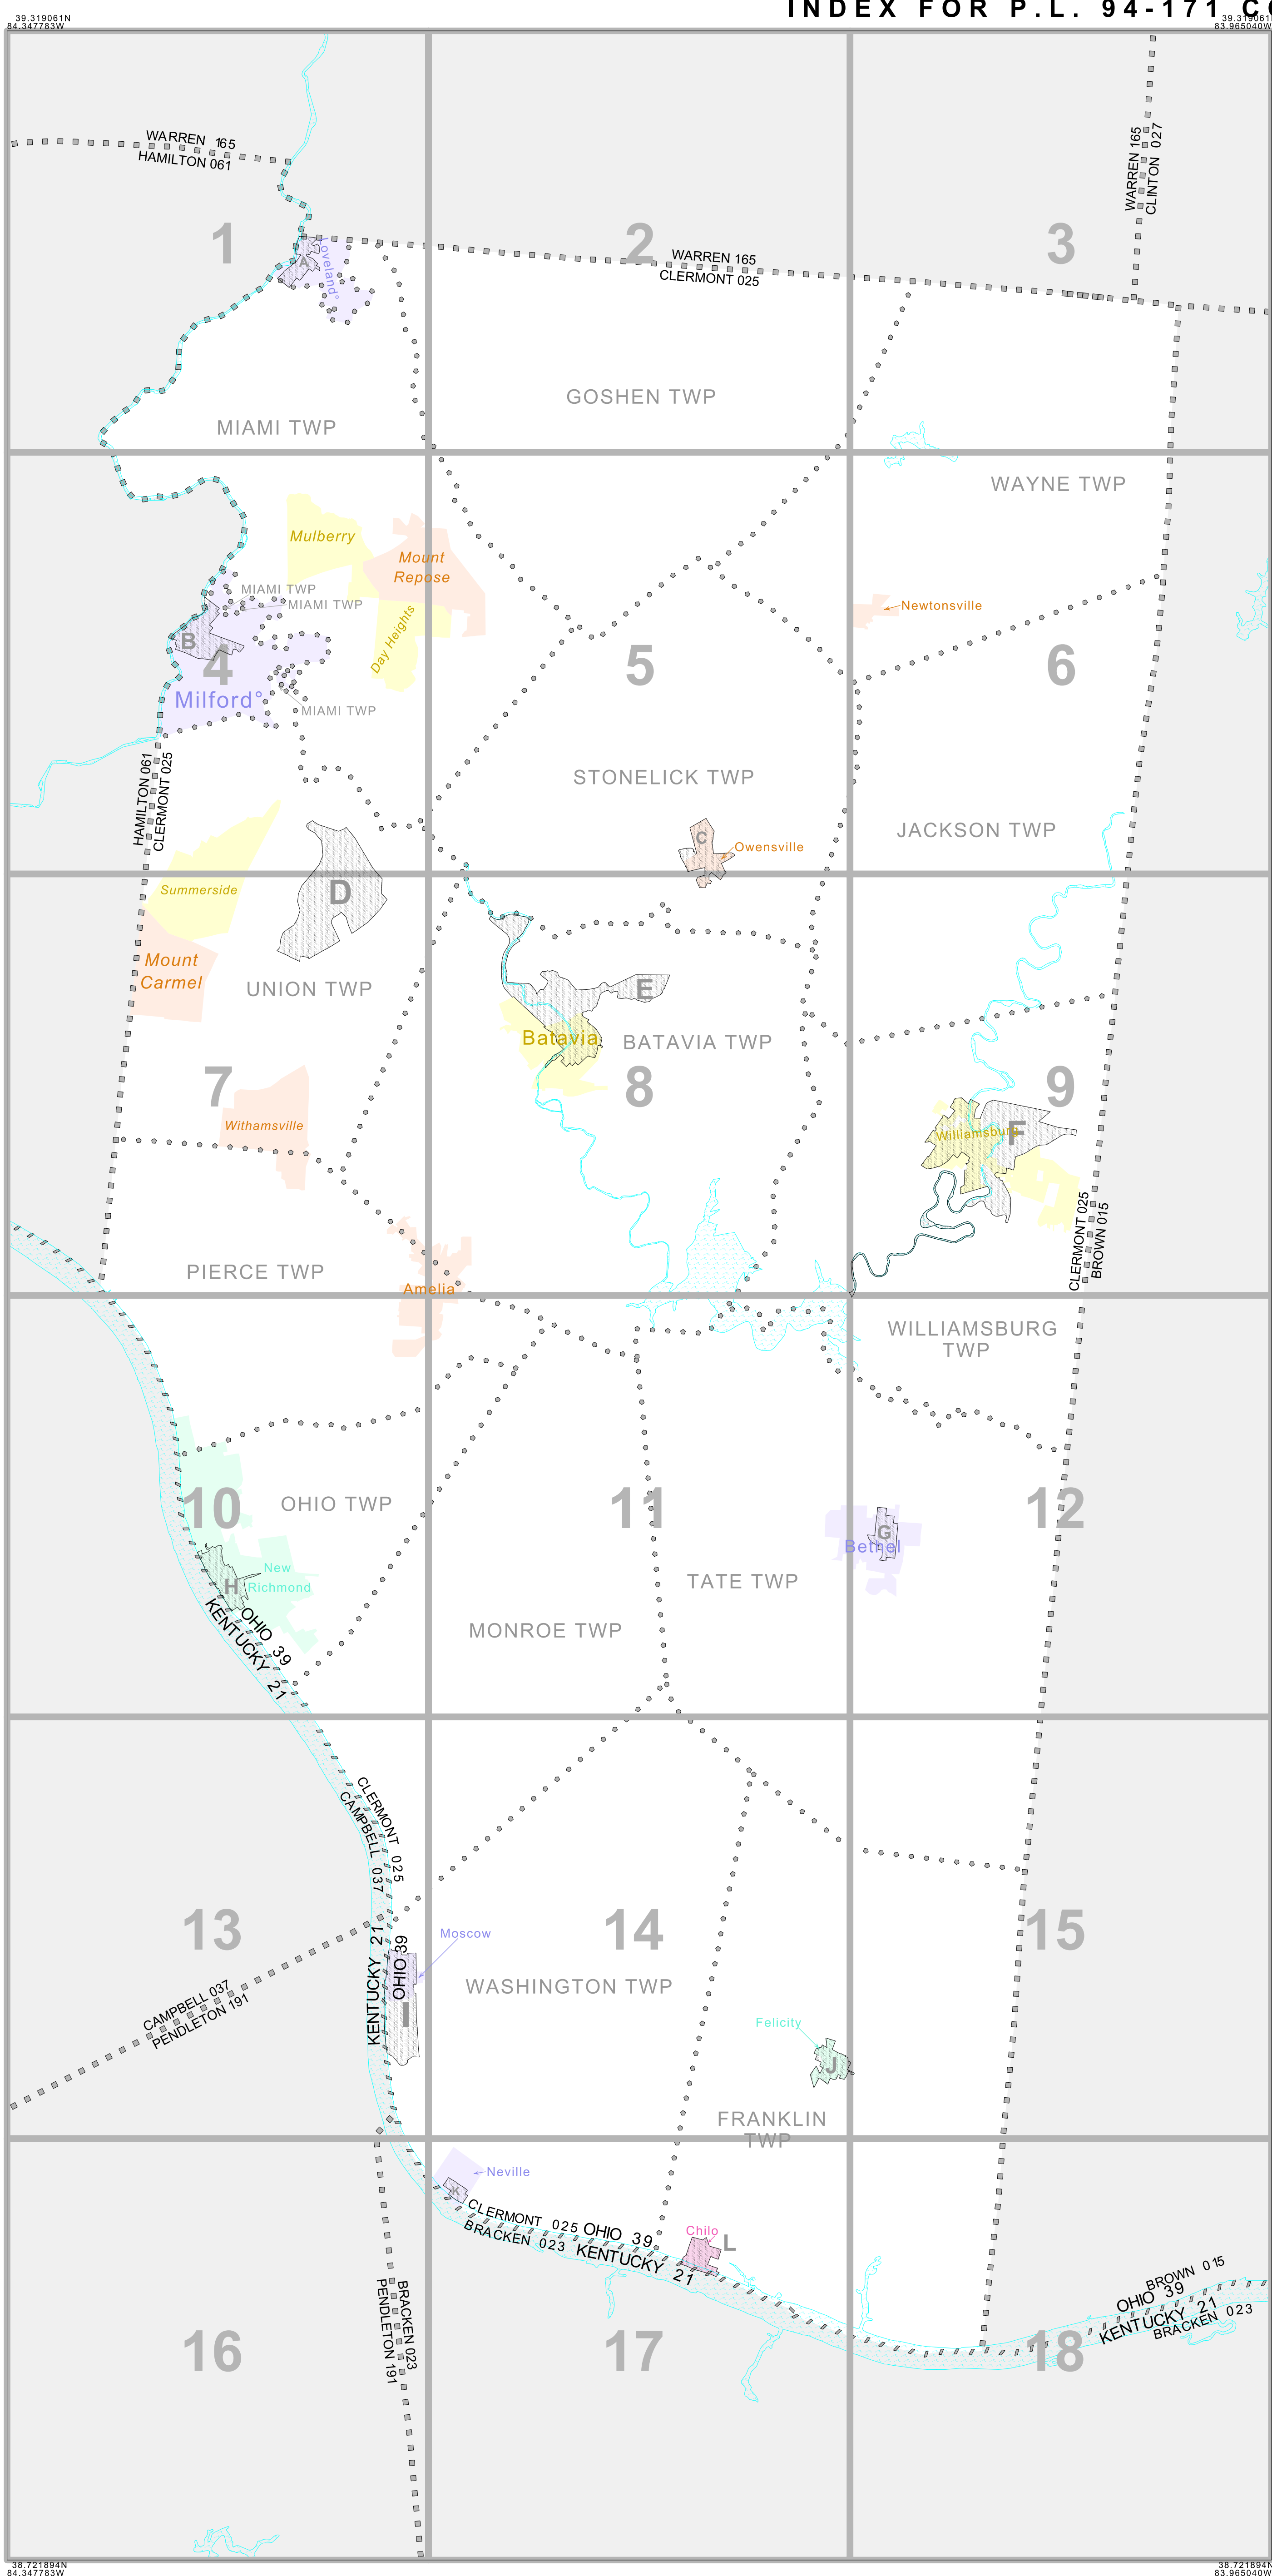 INDEX FOR P.L. 94-171 CO
39.319061N
84.347783W
39.319061N
83.965040W
WARREN 165
HAMILTON 061
WARREN 165
CLINTON 027
1
2
3
A
Loveland°
WARREN 165
CLERMONT 025
GOSHEN TWP
MIAMI TWP
WAYNE TWP
Mulberry
Mount
Repose
MIAMI TWP
MIAMI TWP
Newtonsville
Day Heights
B
4
5
6
Milford°
MIAMI TWP
HAMILTON 061
CLERMONT 025
STONELICK TWP
JACKSON TWP
C
Owensville
Summerside
D
Mount
Carmel
UNION TWP
E
Batavia
BATAVIA TWP
7
8
9
Withamsville
Williamsburg
F
CLERMONT 025
BROWN 015
PIERCE TWP
Amelia
WILLIAMSBURG
TWP
10
OHIO TWP
11
12
G
Bethel
New
Richmond
H
TATE TWP
OHIO 39
KENTUCKY 21
MONROE TWP
CLERMONT 025
CAMPBELL 037
13
14
15
Moscow
KENTUCKY 21
OHIO 39
I
WASHINGTON TWP
CAMPBELL 037
PENDLETON 191
Felicity
J
FRANKLIN
TWP
Neville
K
CLERMONT 025
OHIO 39
BRACKEN 023
KENTUCKY 21
Chilo
L
BRACKEN 023
PENDLETON 191
16
17
18
BROWN 015
OHIO 39
KENTUCKY 21
BRACKEN 023
38.721894N
84.347783W
38.721894N
83.965040W